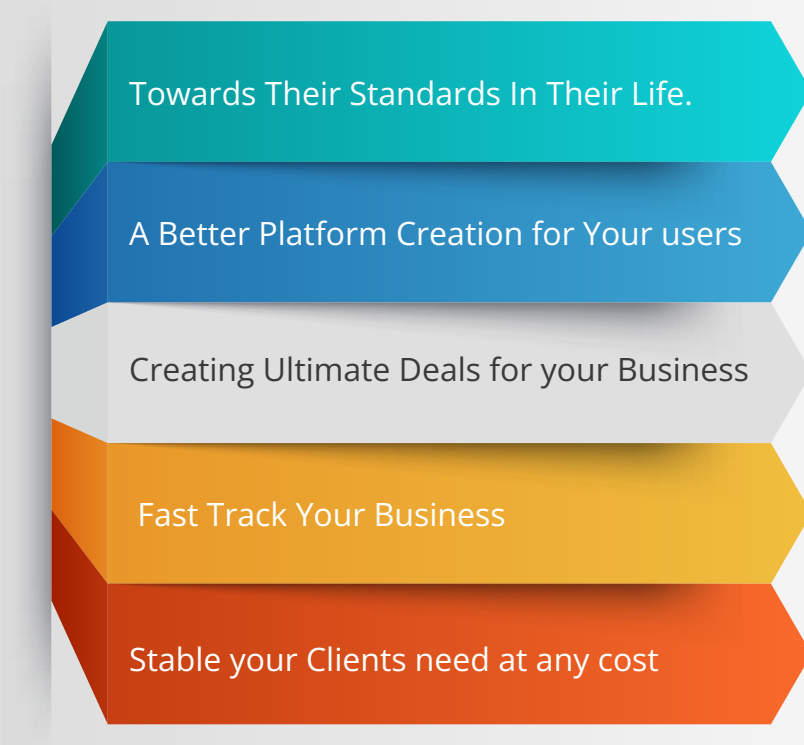 Towards Their Standards In Their Life.
A Better Platform Creation for Your users
Creating Ultimate Deals for your Business
Fast Track Your Business
Stable your Clients need at any cost